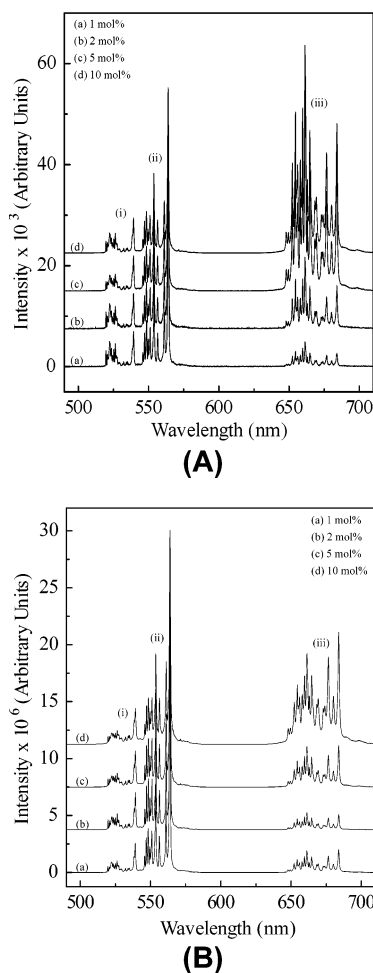 (a) 1 mol%
(b) 2 mol%
(c) 5 mol%
(d) 10 mol%
60
40
20
0
Intensity x 10 3 (Arbitrary Units)
(i)
(ii)
(iii)
(d)
(c)
(b)
(a)
500 550 600 650 700
Wavelength (nm)
(A)
(a) 1 mol%
(b) 2 mol%
(c) 5 mol%
(d) 10 mol%
30
25
20
15
10
5
0
Intensity x 10 6 (Arbitrary Units)
(i)
(ii)
(iii)
(d)
(c)
(b)
(a)
500 550 600 650 700
Wavelength (nm)
(B)